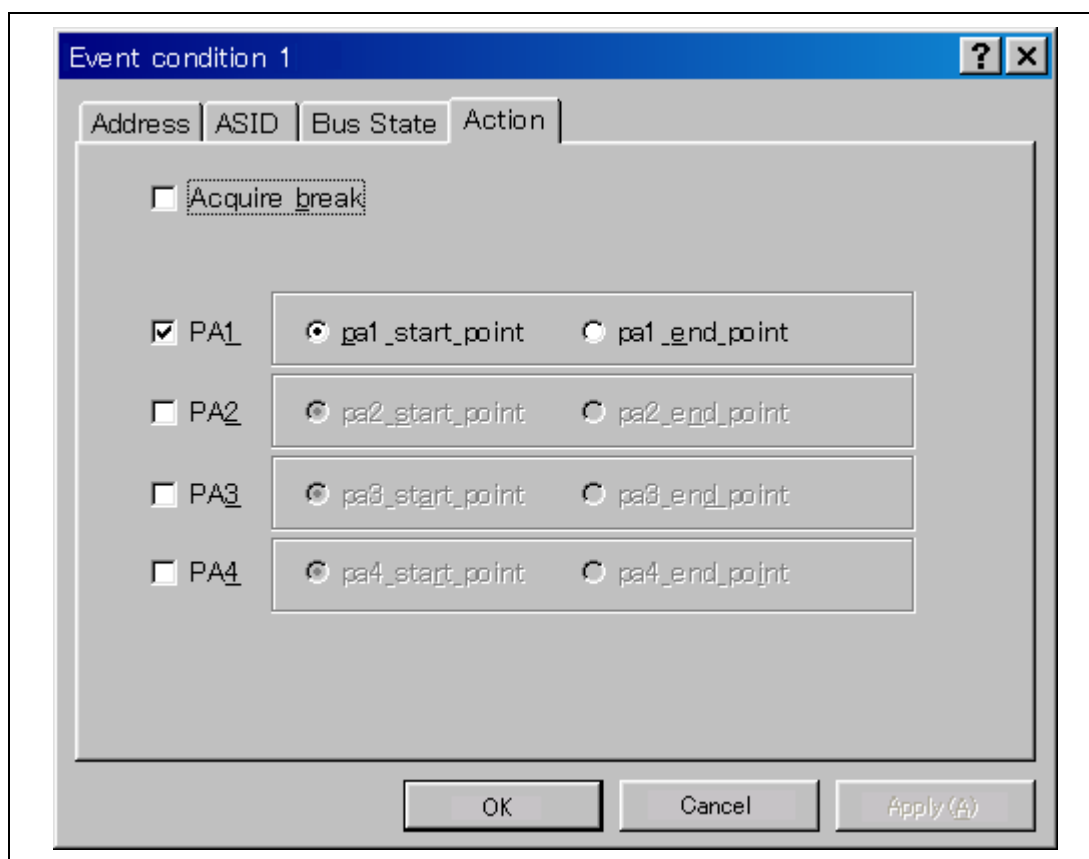 Event condition 1
Address ASID Bus State Action
Acquire break
PA1 pa1_start_point pa1_end_point
PA2 pa2_start_point pa2_end_point
PA3 pa3_start_point pa3_end_point
PA4 pa4_start_point pa4_end_point
OK Cancel Apply(A)